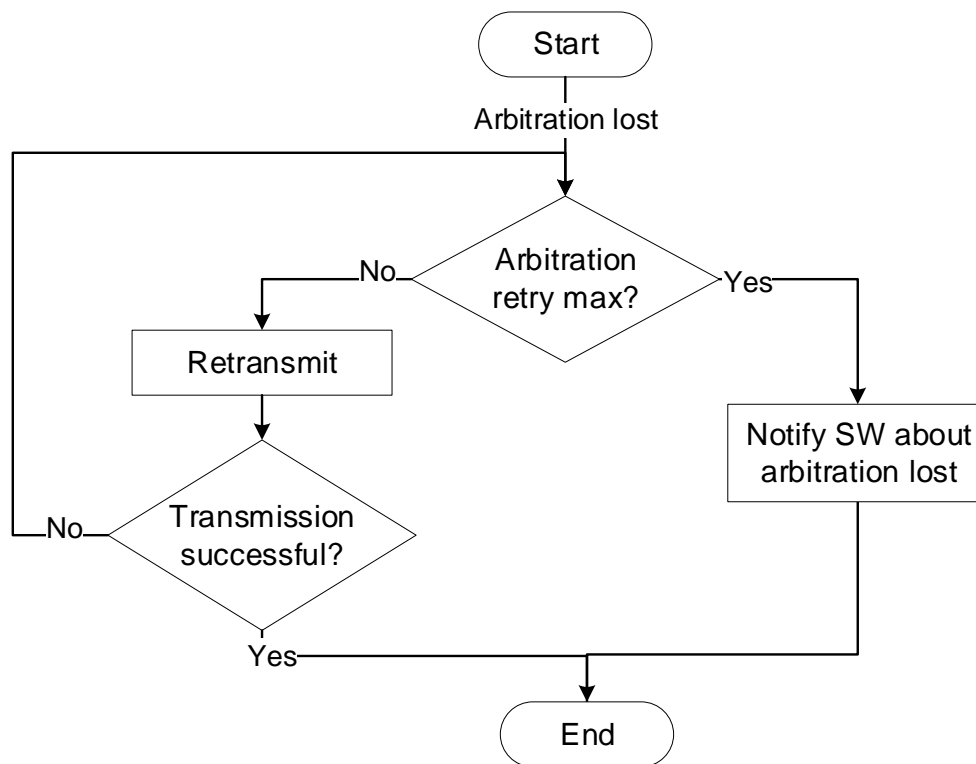 Start
Arbitration lost
Arbitration
retry max?
No
Yes
Retransmit
Notify SW about
arbitration lost
Transmission
successful?
No
Yes
End